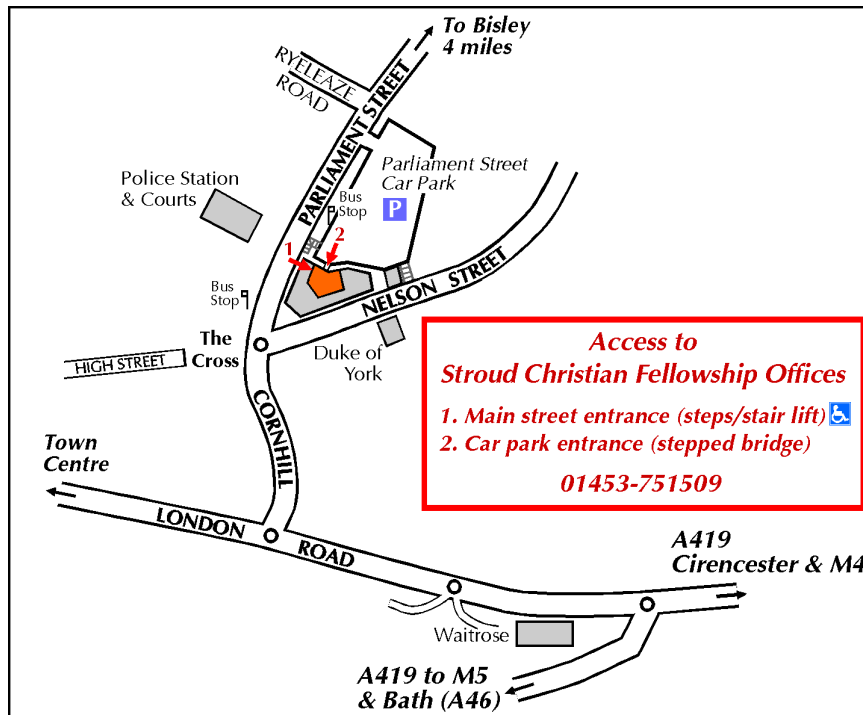 To Bisley
4 miles
RYELEAZE
ROAD
PARLIAMENT STREET
Parliament Street
Car Park
P
Police Station
& Courts
Bus
Stop
1
2
Bus
Stop
NELSON STREET
The
Cross
HIGH STREET
Duke of
York
CORNHILL
Access to
Stroud Christian Fellowship Offices
1. Main street entrance (steps/stair lift)
2. Car park entrance (stepped bridge)
01453-751509
Town
Centre
LONDON ROAD
A419
Cirencester & M4
Waitrose
A419 to M5
& Bath (A46)